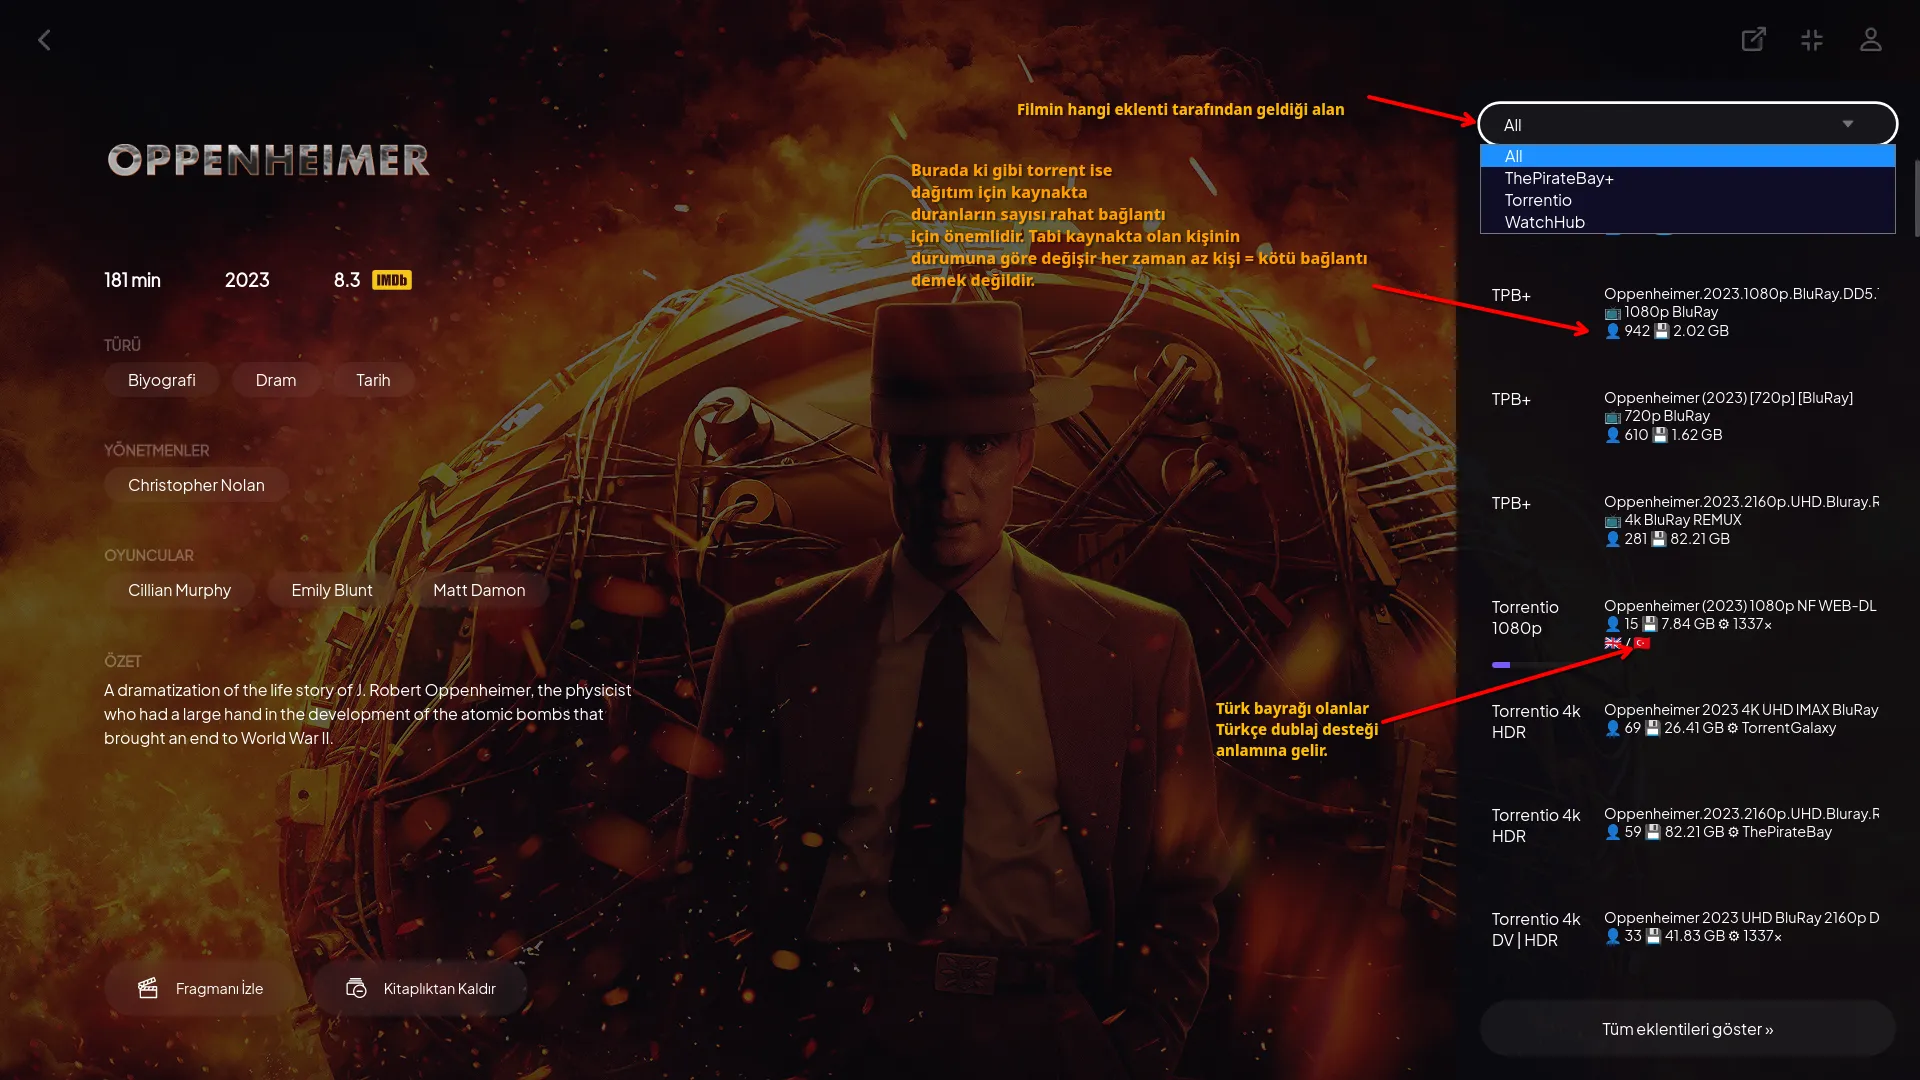 Filmin hangi eklenti tarafından geldiği alan
All
All
ThePirateBay+
Torrentio
WatchHub
OPPENHEIMER
Burada ki gibi torrent ise
dağıtım için kaynakta
duranların sayısı rahat bağlantı
için önemlidir. Tabi kaynakta olan kişinin
durumuna göre değişir her zaman az kişi = kötü bağlantı
demek değildir.
181 min 2023 8.3 IMDb
TÜRÜ
Biyografi Dram Tarih
YÖNETMENLER
Christopher Nolan
OYUNCULAR
Cillian Murphy Emily Blunt Matt Damon
ÖZET
A dramatization of the life story of J. Robert Oppenheimer, the physicist
who had a large hand in the development of the atomic bombs that
brought an end to World War II.
Fragmanı İzle Kitaplıktan Kaldır
TPB+
Oppenheimer.2023.1080p.BluRay.DD5.
📺 1080p BluRay
👤 942 💾 2.02 GB
TPB+
Oppenheimer (2023) [720p] [BluRay]
📺 720p BluRay
👤 610 💾 1.62 GB
TPB+
Oppenheimer.2023.2160p.UHD.Bluray.R
📺 4k BluRay REMUX
👤 281 💾 82.21 GB
Torrentio
1080p
Oppenheimer (2023) 1080p NF WEB-DL
👤 15 💾 7.84 GB ⚙ 1337x
🇬🇧 / 🇹🇷
Türk bayrağı olanlar
Türkçe dublaj desteği
anlamına gelir.
Torrentio 4k
HDR
Oppenheimer 2023 4K UHD IMAX BluRay
👤 69 💾 26.41 GB ⚙ TorrentGalaxy
Torrentio 4k
HDR
Oppenheimer.2023.2160p.UHD.Bluray.R
👤 59 💾 82.21 GB ⚙ ThePirateBay
Torrentio 4k
DV | HDR
Oppenheimer 2023 UHD BluRay 2160p D
👤 33 💾 41.83 GB ⚙ 1337x
Tüm eklentileri göster »